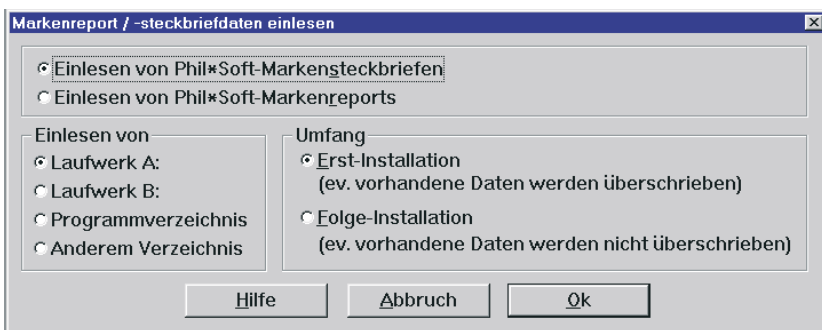 Markenreport / -steckbriefdaten einlesen
Einlesen von Phil*Soft-Markensteckbriefen
Einlesen von Phil*Soft-Markenreports
Einlesen von
Laufwerk A:
Laufwerk B:
Programmverzeichnis
Anderem Verzeichnis
Umfang
Erst-Installation
(ev. vorhandene Daten werden überschrieben)
Folge-Installation
(ev. vorhandene Daten werden nicht überschrieben)
Hilfe Abbruch Ok